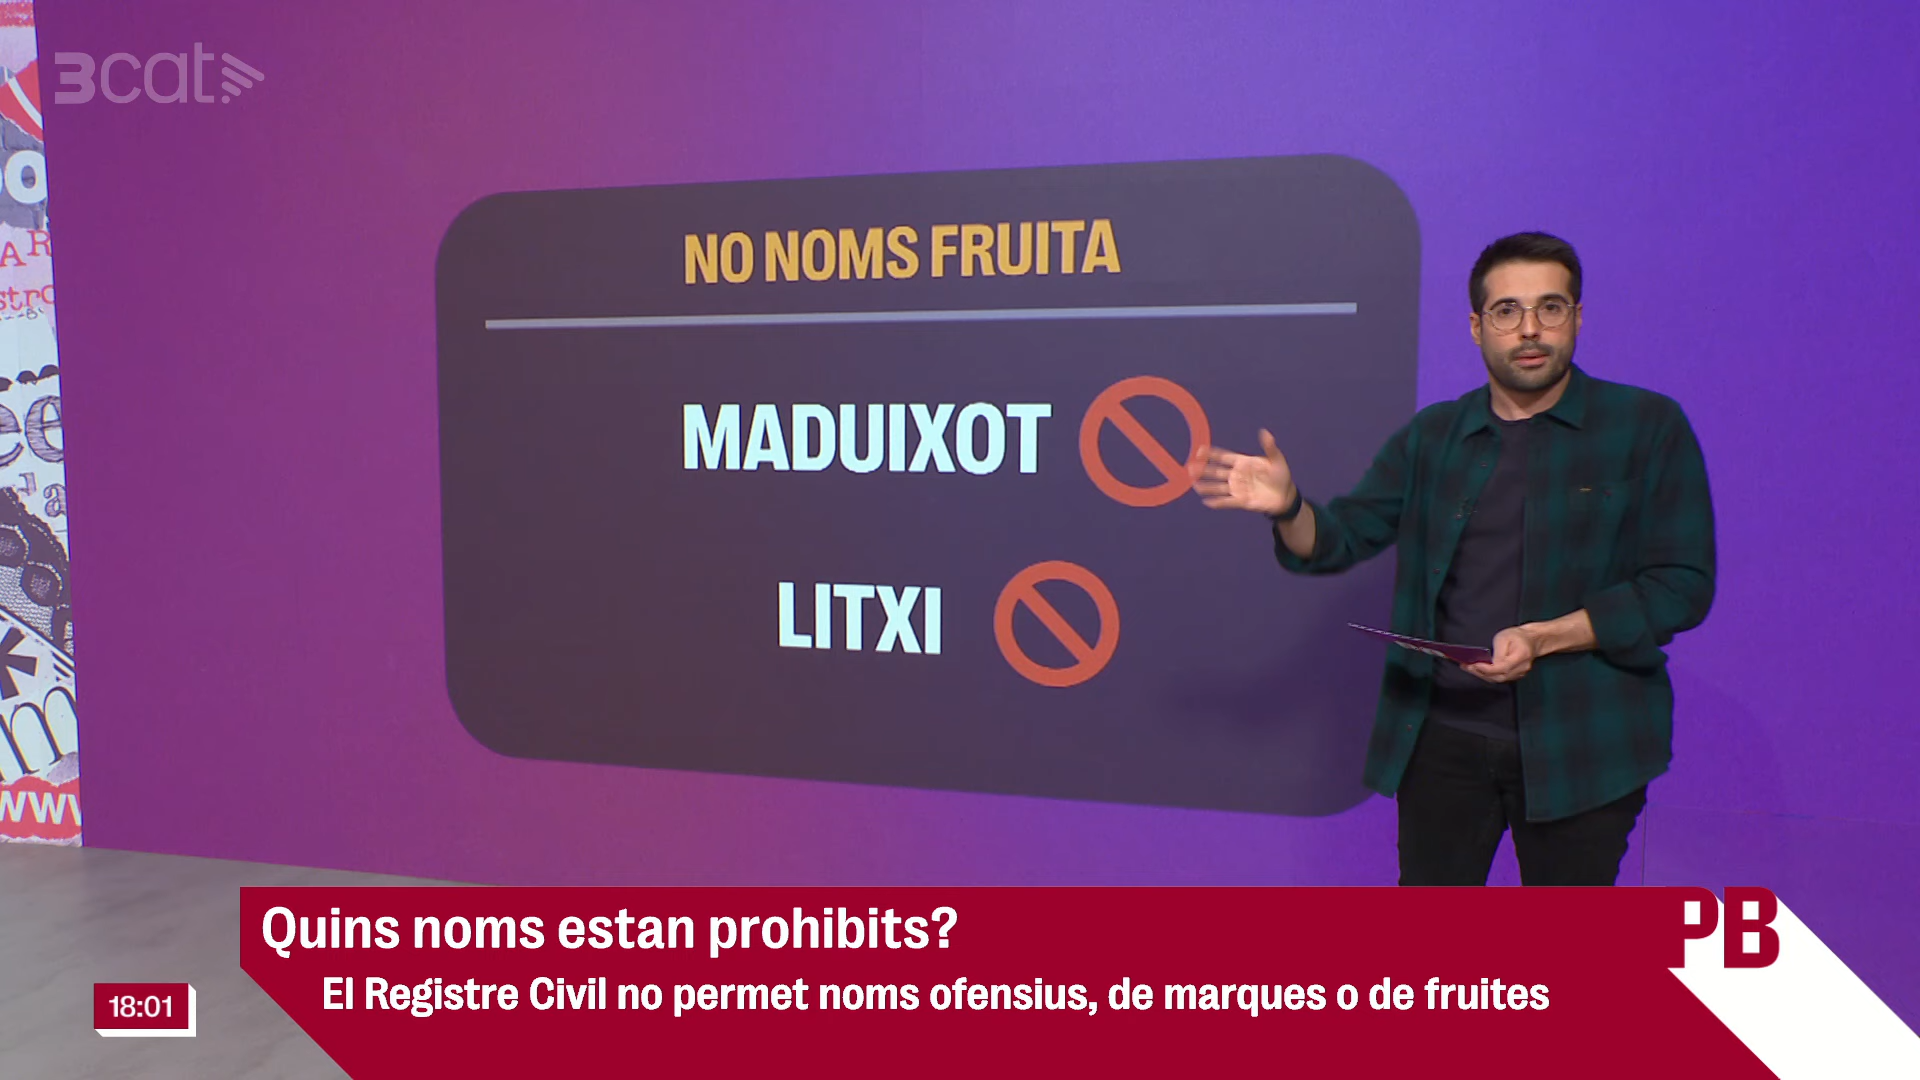 3cat
NO NOMS FRUITA
MADUIXOT
LITXI
Quins noms estan prohibits?
El Registre Civil no permet noms ofensius, de marques o de fruites
PB
18:01